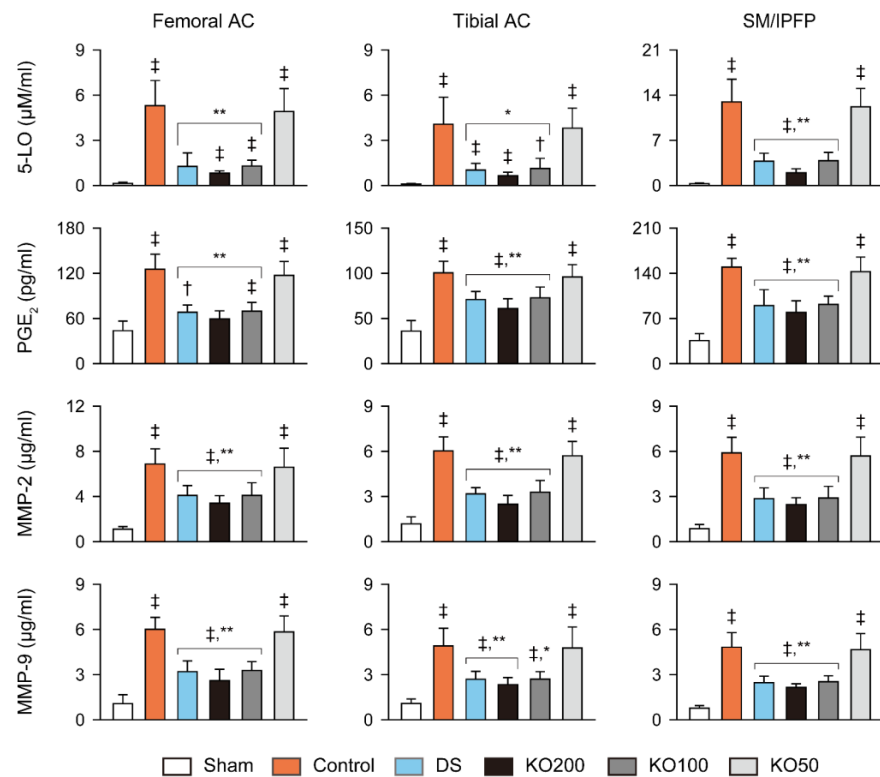 Femoral AC Tibial AC SM/IPFP
5-LO (µM/ml)
9 6 3 0
‡ ** ‡ ‡ ‡
9 6 3 0
‡ * ‡ ‡ † ‡
21 14 7 0
‡ ‡,** ‡
PGE₂ (pg/ml)
180 120 60 0
‡ ** † ‡ ‡
150 100 50 0
‡ ‡,** ‡
210 140 70 0
‡ ‡,** ‡
MMP-2 (µg/ml)
12 8 4 0
‡ ‡,** ‡
9 6 3 0
‡ ‡,** ‡
9 6 3 0
‡ ‡,** ‡
MMP-9 (µg/ml)
9 6 3 0
‡ ‡,** ‡
9 6 3 0
‡ ‡,** ‡,* ‡
9 6 3 0
‡ ‡,** ‡
Sham Control DS KO200 KO100 KO50